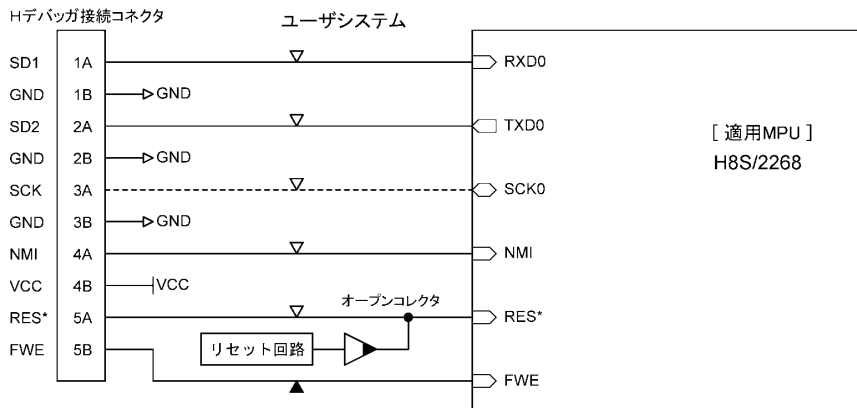 Hデバッガ接続コネクタ
ユーザシステム
SD1 1A RXD0
GND 1B GND
SD2 2A TXD0
[ 適用MPU ]
GND 2B GND
H8S/2268
SCK 3A SCK0
GND 3B GND
NMI 4A NMI
VCC 4B VCC
オープンコレクタ
RES* 5A RES*
FWE 5B リセット回路
FWE